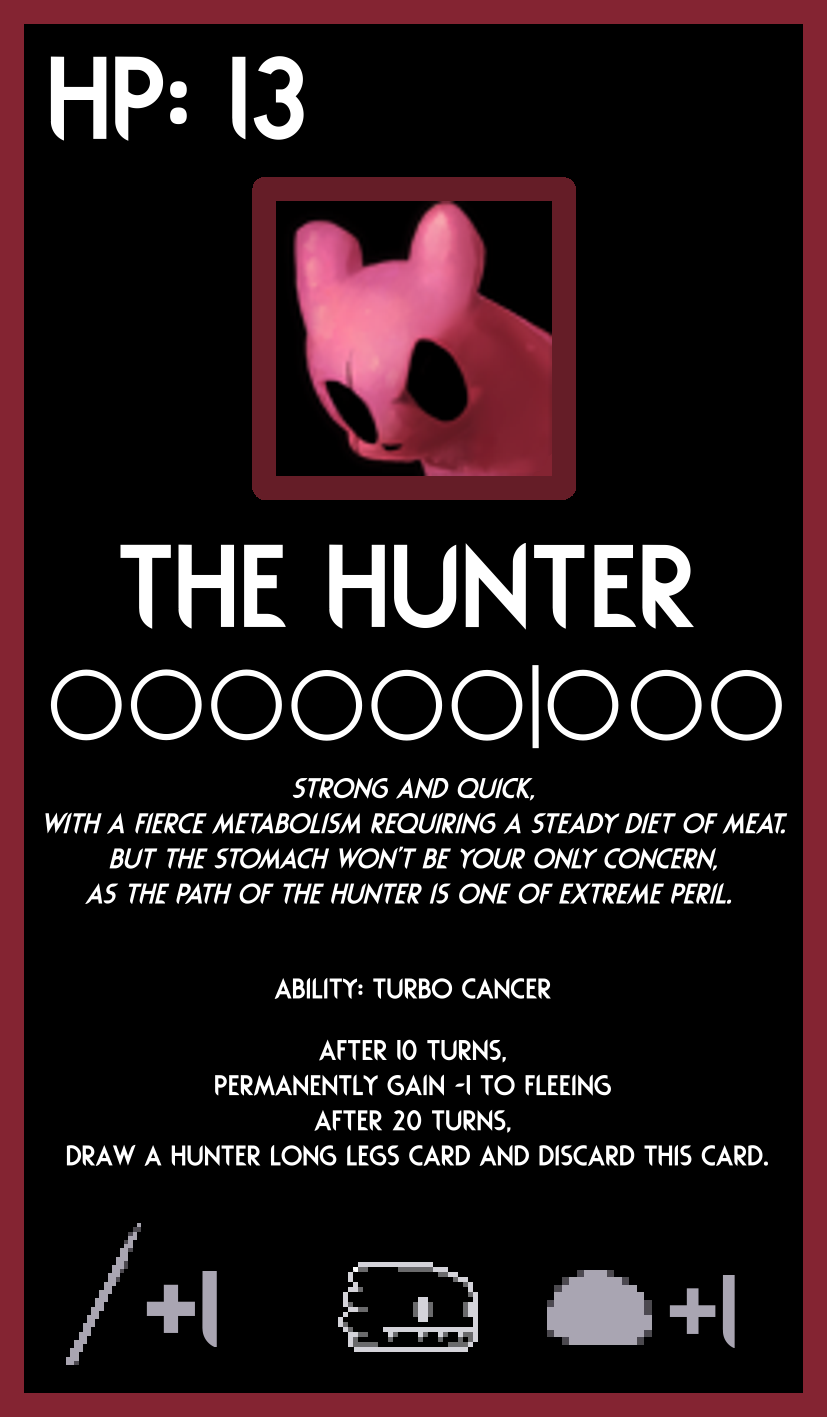 HP: 13
THE HUNTER
OOOOOO|OOO
STRONG AND QUICK,
WITH A FIERCE METABOLISM REQUIRING A STEADY DIET OF MEAT.
BUT THE STOMACH WON'T BE YOUR ONLY CONCERN,
AS THE PATH OF THE HUNTER IS ONE OF EXTREME PERIL.
ABILITY: TURBO CANCER
AFTER 10 TURNS,
PERMANENTLY GAIN -1 TO FLEEING
AFTER 20 TURNS,
DRAW A HUNTER LONG LEGS CARD AND DISCARD THIS CARD.
+1 +1